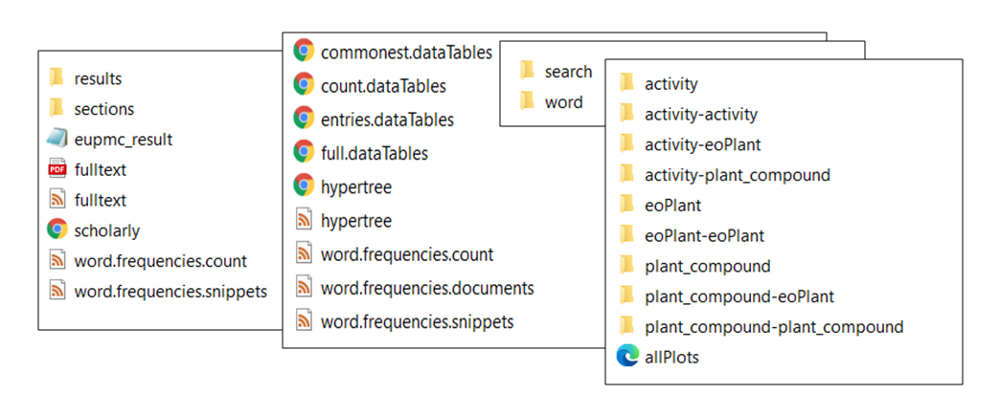 results
sections
eupmc_result
PDF
fulltext
fulltext
scholarly
word.frequencies.count
word.frequencies.snippets
commonest.dataTables
count.dataTables
entries.dataTables
full.dataTables
hypertree
hypertree
word.frequencies.count
word.frequencies.documents
word.frequencies.snippets
search
word
activity
activity-activity
activity-eoPlant
activity-plant_compound
eoPlant
eoPlant-eoPlant
plant_compound
plant_compound-eoPlant
plant_compound-plant_compound
allPlots